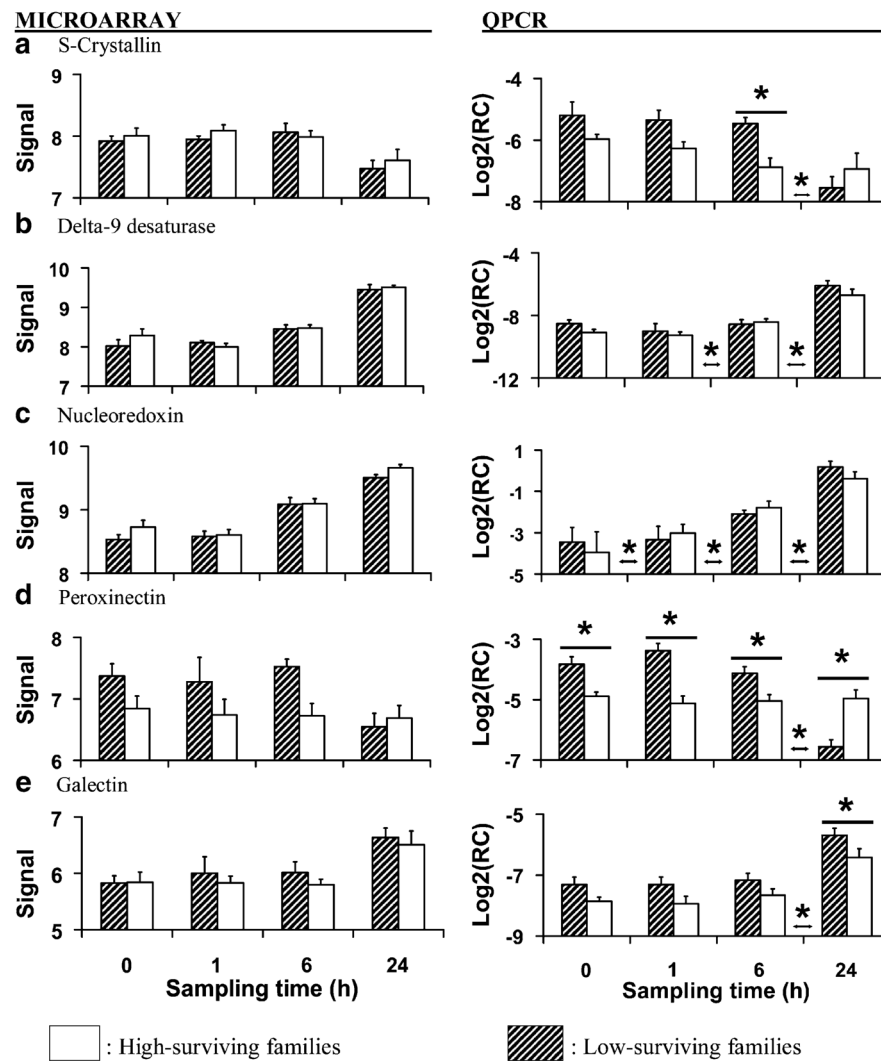 MICROARRAY QPCR
a S-Crystallin
9
8
7
Signal
-4
-6
-8
Log2(RC)
*
*
b Delta-9 desaturase
10
9
8
7
Signal
-4
-8
-12
Log2(RC)
*
*
c Nucleoredoxin
10
9
8
Signal
1
-1
-3
-5
Log2(RC)
*
*
*
d Peroxinectin
8
7
6
Signal
-3
-5
-7
Log2(RC)
*
*
*
*
*
e Galectin
7
6
5
Signal
-5
-7
-9
Log2(RC)
*
*
0 1 6 24
Sampling time (h)
0 1 6 24
Sampling time (h)
: High-surviving families
: Low-surviving families